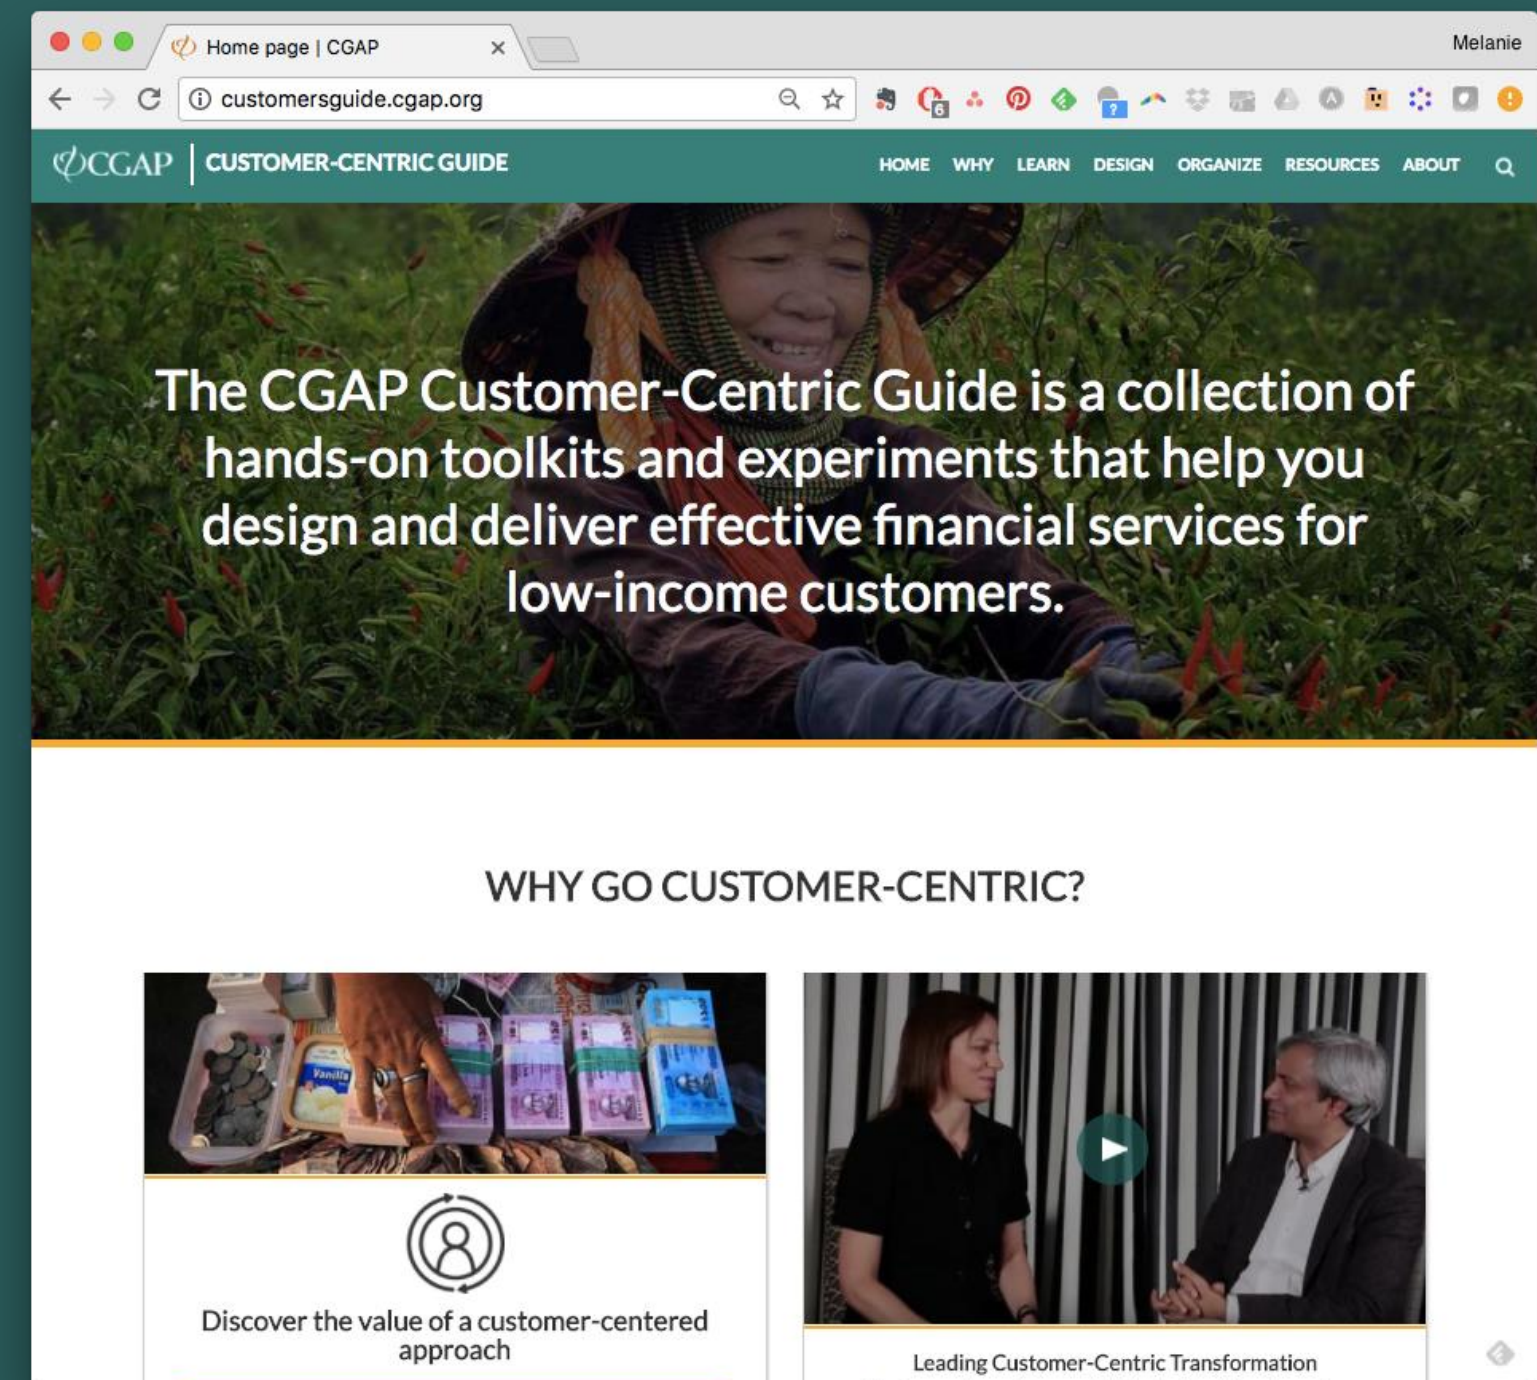 Home page | CGAP
Melanie
customersguide.cgap.org
6
?
CGAP | CUSTOMER-CENTRIC GUIDE
HOME WHY LEARN DESIGN ORGANIZE RESOURCES ABOUT
The CGAP Customer-Centric Guide is a collection of
hands-on toolkits and experiments that help you
design and deliver effective financial services for
low-income customers.
WHY GO CUSTOMER-CENTRIC?
Vanilla
Discover the value of a customer-centered
approach
Leading Customer-Centric Transformation